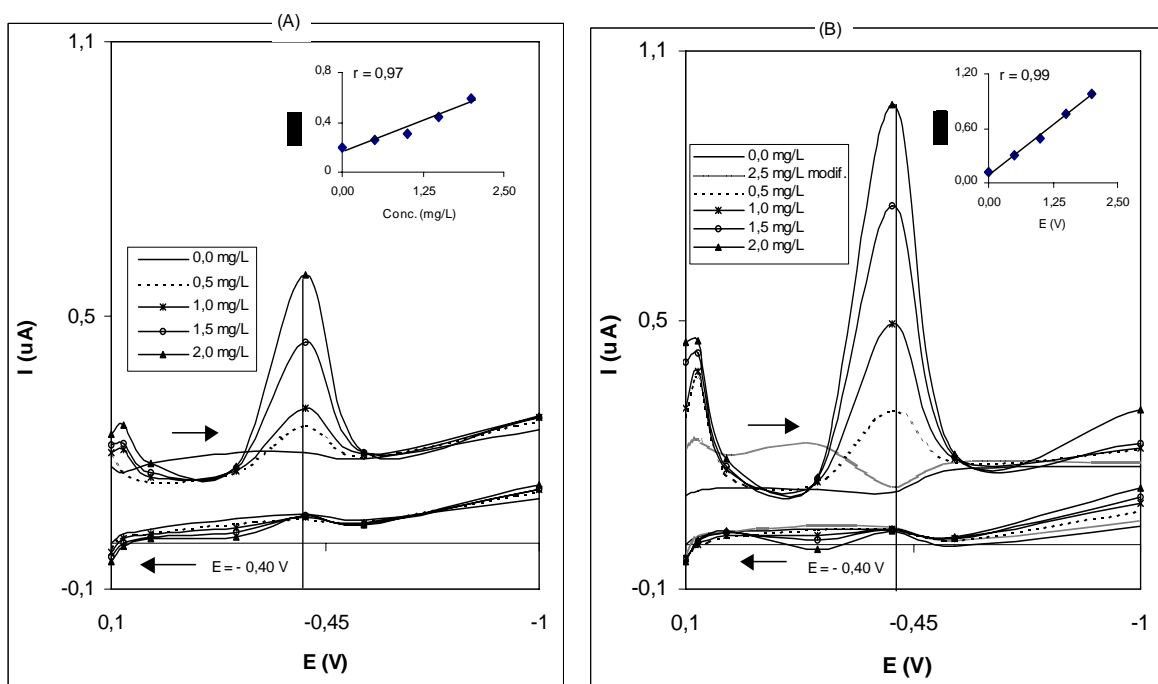 (A)
1,1
0,5
-0,1
I (uA)
0,1
-0,45
-1
E (V)
r = 0,97
0,8
0,4
0
0,00
1,25
2,50
Conc. (mg/L)
0,0 mg/L
0,5 mg/L
1,0 mg/L
1,5 mg/L
2,0 mg/L
E = - 0,40 V
(B)
1,1
0,5
-0,1
I (uA)
0,1
-0,45
-1
E (V)
r = 0,99
1,20
0,60
0,00
0,00
1,25
2,50
E (V)
0,0 mg/L
2,5 mg/L modif.
0,5 mg/L
1,0 mg/L
1,5 mg/L
2,0 mg/L
E = - 0,40 V